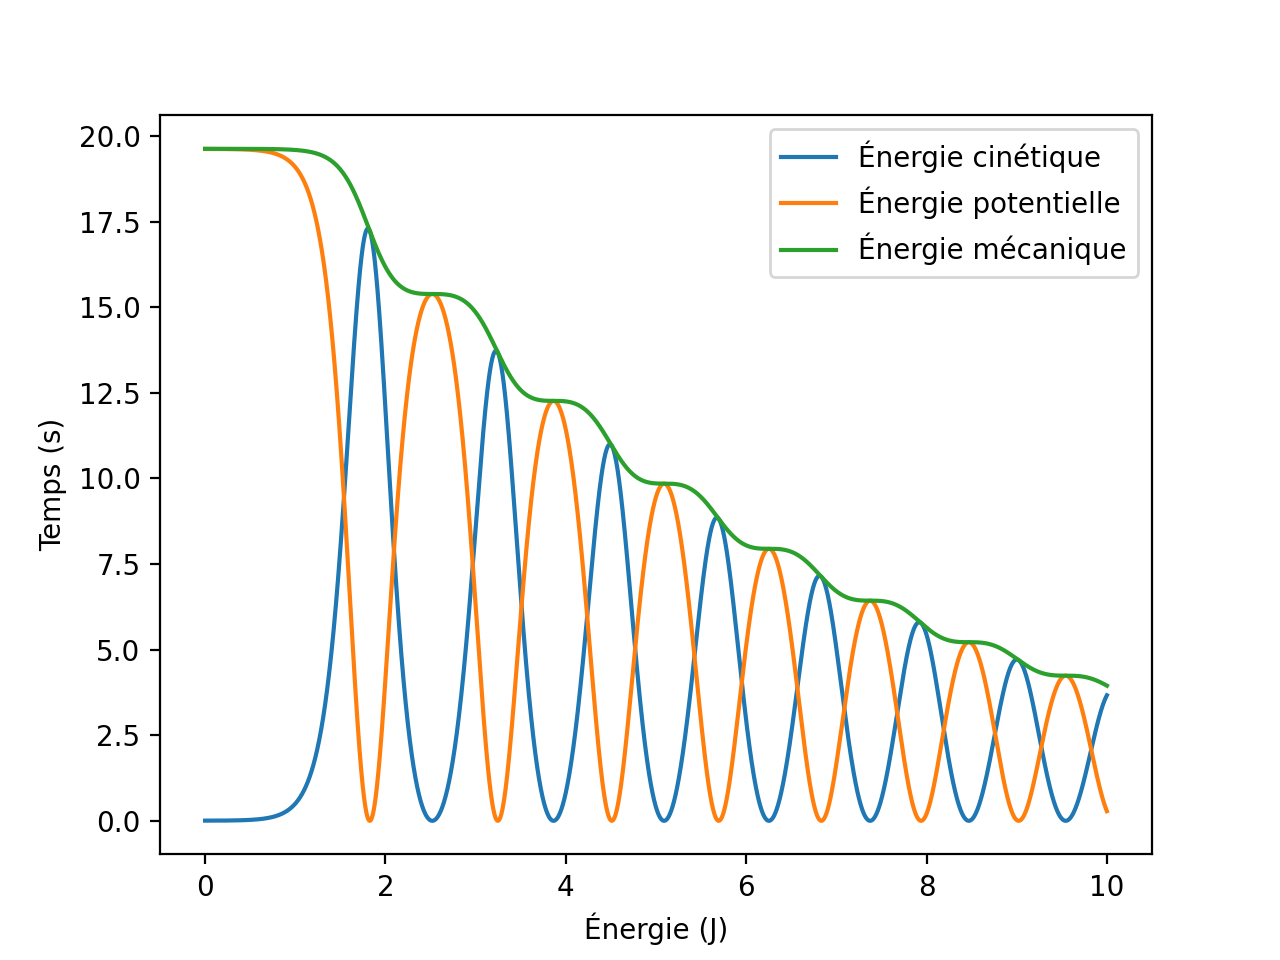 20.0
17.5
15.0
12.5
10.0
7.5
5.0
2.5
0.0
Temps (s)
Énergie cinétique
Énergie potentielle
Énergie mécanique
0 2 4 6 8 10
Énergie (J)